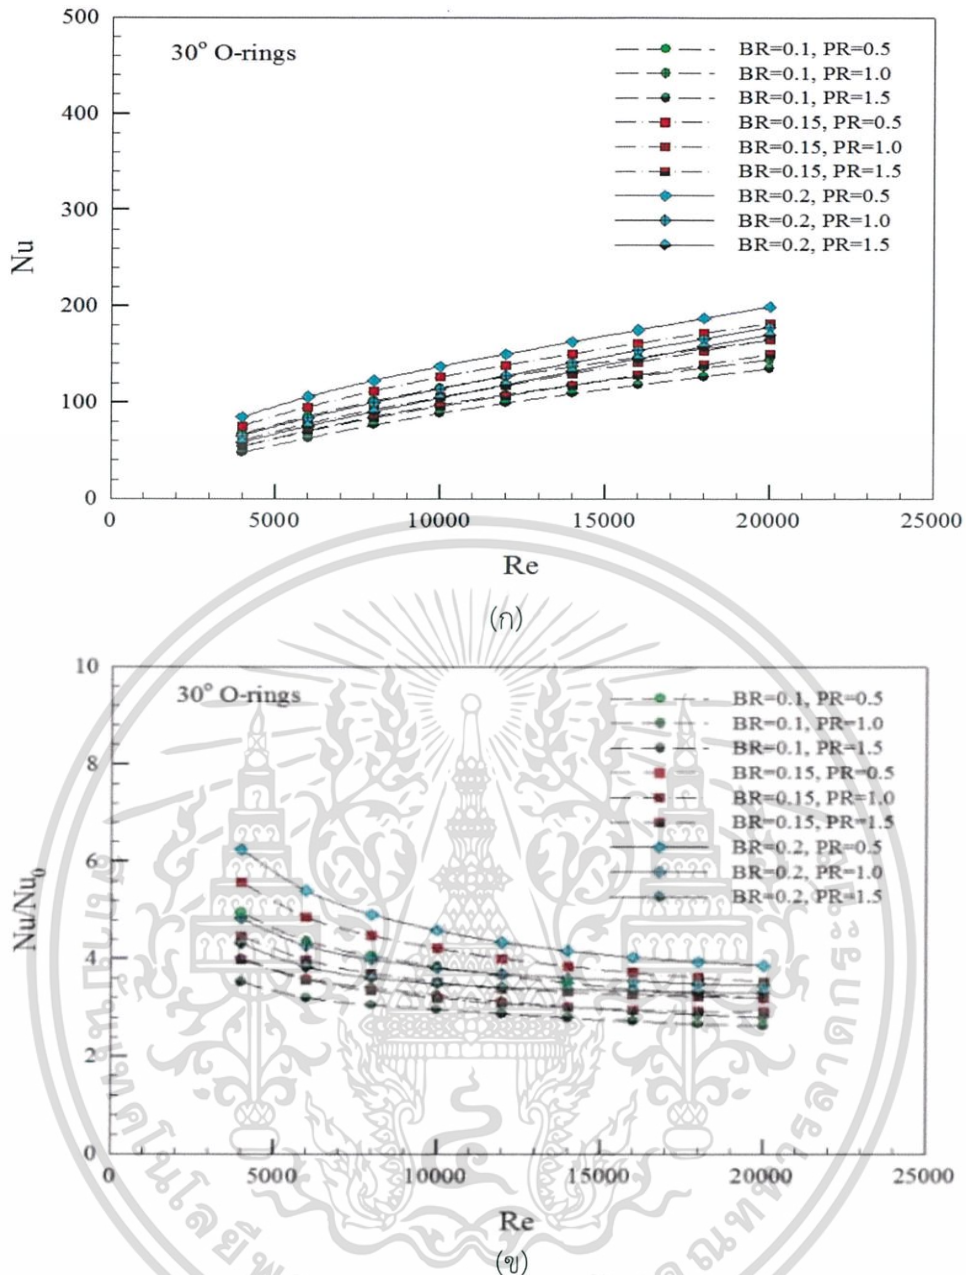 500
400
300
200
100
0
Nu
30° O-rings
BR=0.1, PR=0.5
BR=0.1, PR=1.0
BR=0.1, PR=1.5
BR=0.15, PR=0.5
BR=0.15, PR=1.0
BR=0.15, PR=1.5
BR=0.2, PR=0.5
BR=0.2, PR=1.0
BR=0.2, PR=1.5
0 5000 10000 15000 20000 25000
Re
(ก)
10
8
6
4
2
0
Nu/Nu₀
30° O-rings
BR=0.1, PR=0.5
BR=0.1, PR=1.0
BR=0.1, PR=1.5
BR=0.15, PR=0.5
BR=0.15, PR=1.0
BR=0.15, PR=1.5
BR=0.2, PR=0.5
BR=0.2, PR=1.0
BR=0.2, PR=1.5
0 5000 10000 15000 20000 25000
Re
(ข)